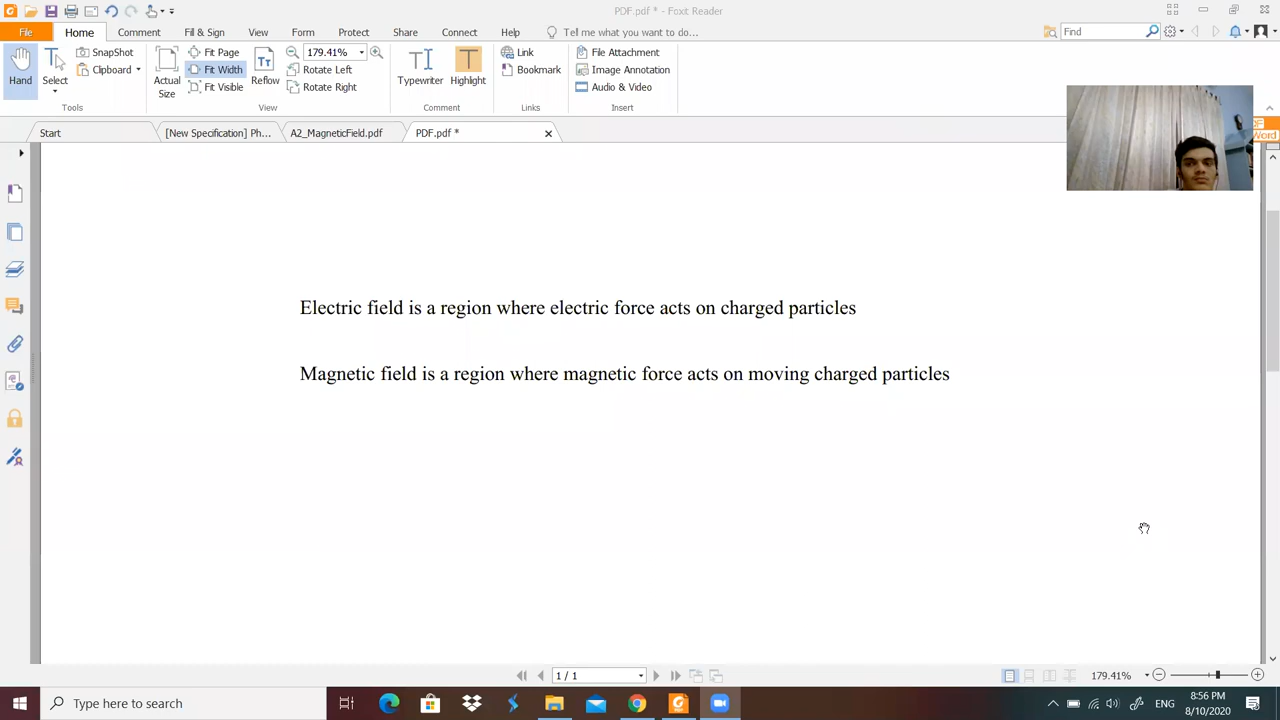 PDF.pdf * - Foxit Reader
File Home Comment Fill & Sign View Form Protect Share Connect Help Tell me what you want to do... Find
Hand
Select
SnapShot
Clipboard
Tools
Actual Size
Fit Page
Fit Width
Fit Visible
Reflow
179.41%
Rotate Left
Rotate Right
View
Typewriter
Highlight
Comment
Link
Bookmark
Links
File Attachment
Image Annotation
Audio & Video
Insert
Start [New Specification] Ph... A2_MagneticField.pdf PDF.pdf *
Word
Electric field is a region where electric force acts on charged particles
Magnetic field is a region where magnetic force acts on moving charged particles
1 / 1 179.41%
Type here to search
ENG
8:56 PM
8/10/2020